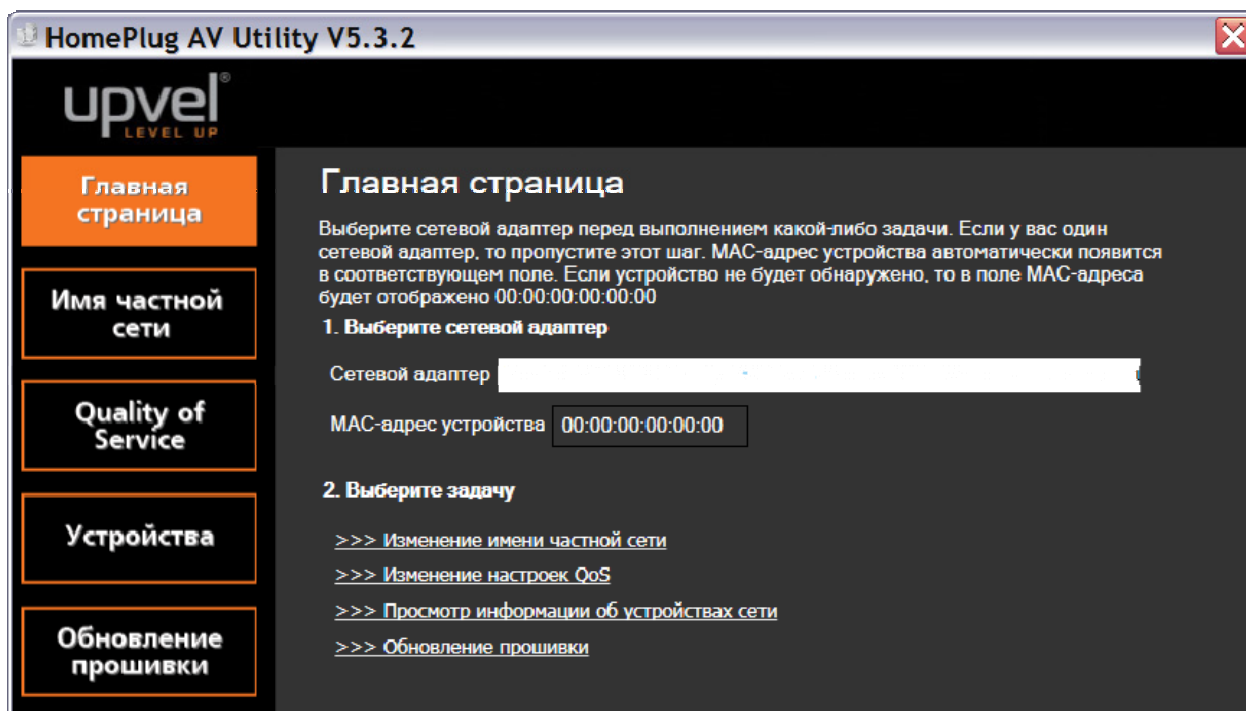 HomePlug AV Utility V5.3.2
upvel®
LEVEL UP
Главная
страница
Имя частной
сети
Quality of
Service
Устройства
Обновление
прошивки
Главная страница
Выберите сетевой адаптер перед выполнением какой-либо задачи. Если у вас один
сетевой адаптер, то пропустите этот шаг. МАС-адрес устройства автоматически появится
в соответствующем поле. Если устройство не будет обнаружено, то в поле МАС-адреса
будет отображено 00:00:00:00:00:00
1. Выберите сетевой адаптер
Сетевой адаптер
МАС-адрес устройства 00:00:00:00:00:00
2. Выберите задачу
>>> Изменение имени частной сети
>>> Изменение настроек QoS
>>> Просмотр информации об устройствах сети
>>> Обновление прошивки